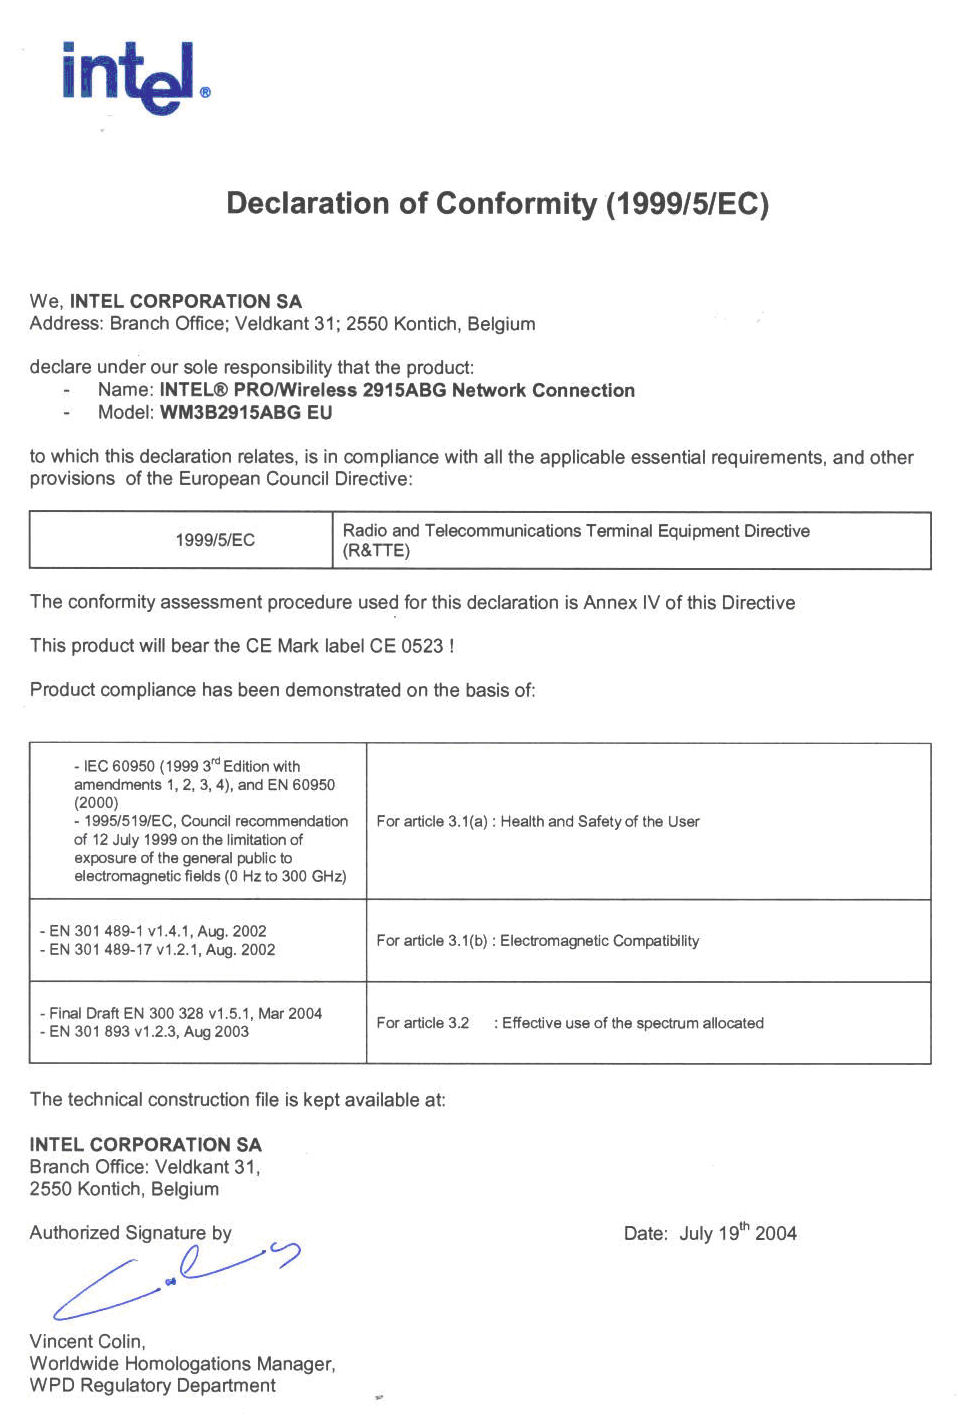 intel®
Declaration of Conformity (1999/5/EC)
We, INTEL CORPORATION SA
Address: Branch Office; Veldkant 31; 2550 Kontich, Belgium
declare under our sole responsibility that the product:
- Name: INTEL® PRO/Wireless 2915ABG Network Connection
- Model: WM3B2915ABG EU
to which this declaration relates, is in compliance with all the applicable essential requirements, and other
provisions of the European Council Directive:
1999/5/EC
Radio and Telecommunications Terminal Equipment Directive
(R&TTE)
The conformity assessment procedure used for this declaration is Annex IV of this Directive
This product will bear the CE Mark label CE 0523 !
Product compliance has been demonstrated on the basis of:
- IEC 60950 (1999 3rd Edition with
amendments 1, 2, 3, 4), and EN 60950
(2000)
- 1995/519/EC, Council recommendation
of 12 July 1999 on the limitation of
exposure of the general public to
electromagnetic fields (0 Hz to 300 GHz)
For article 3.1(a) : Health and Safety of the User
- EN 301 489-1 v1.4.1, Aug. 2002
- EN 301 489-17 v1.2.1, Aug. 2002
For article 3.1(b) : Electromagnetic Compatibility
- Final Draft EN 300 328 v1.5.1, Mar 2004
- EN 301 893 v1.2.3, Aug 2003
For article 3.2 : Effective use of the spectrum allocated
The technical construction file is kept available at:
INTEL CORPORATION SA
Branch Office: Veldkant 31,
2550 Kontich, Belgium
Authorized Signature by
Date: July 19th 2004
Vincent Colin,
Worldwide Homologations Manager,
WPD Regulatory Department